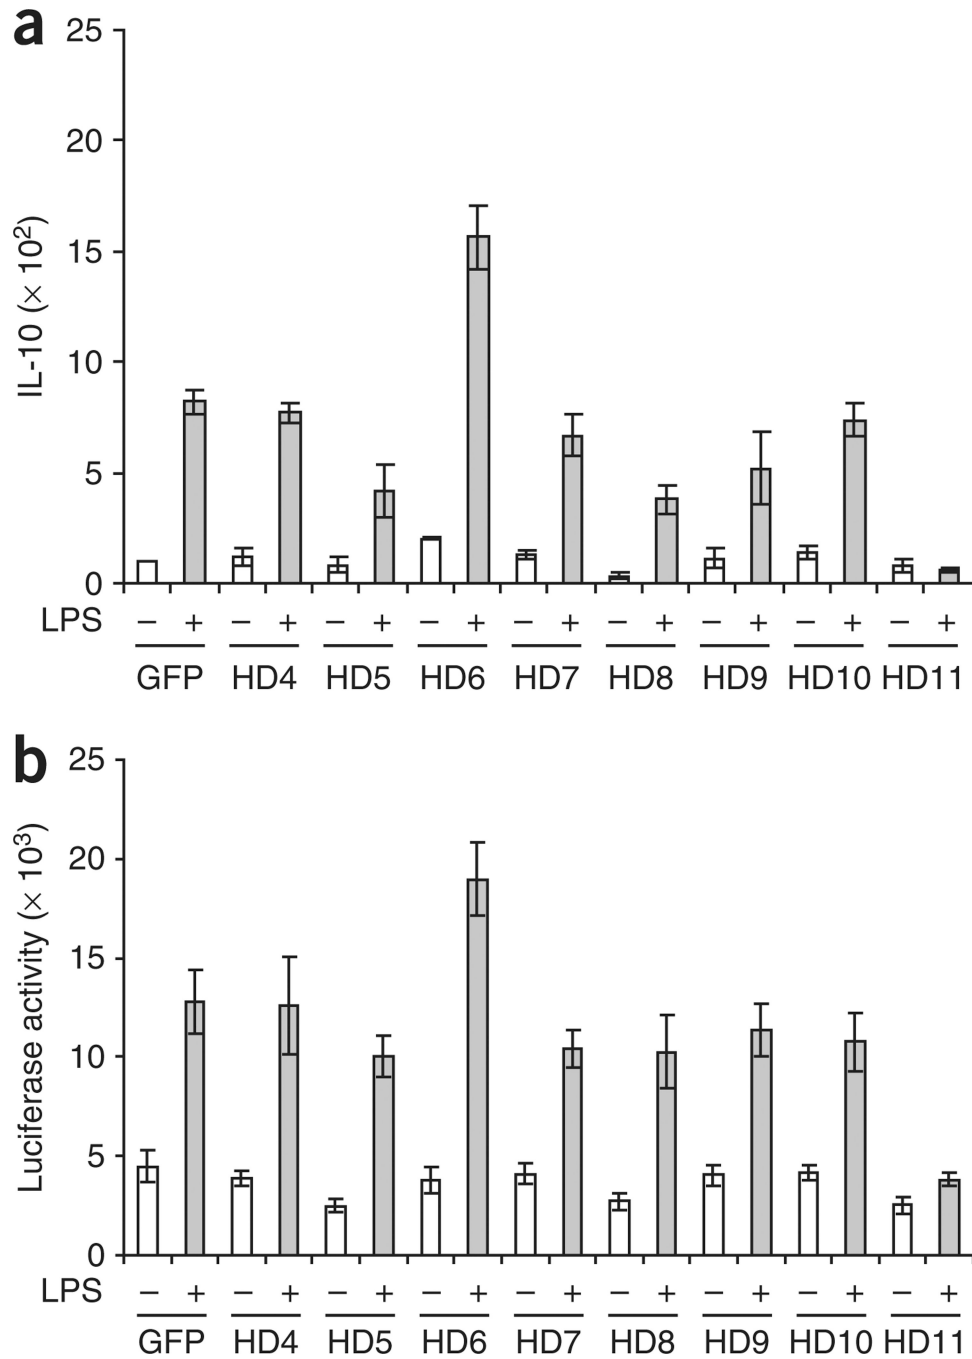 a
IL-10 (× 10²)
25
20
15
10
5
0
LPS − + − + − + − + − + − + − + − + − +
GFP HD4 HD5 HD6 HD7 HD8 HD9 HD10 HD11
b
Luciferase activity (× 10³)
25
20
15
10
5
0
LPS − + − + − + − + − + − + − + − + − +
GFP HD4 HD5 HD6 HD7 HD8 HD9 HD10 HD11